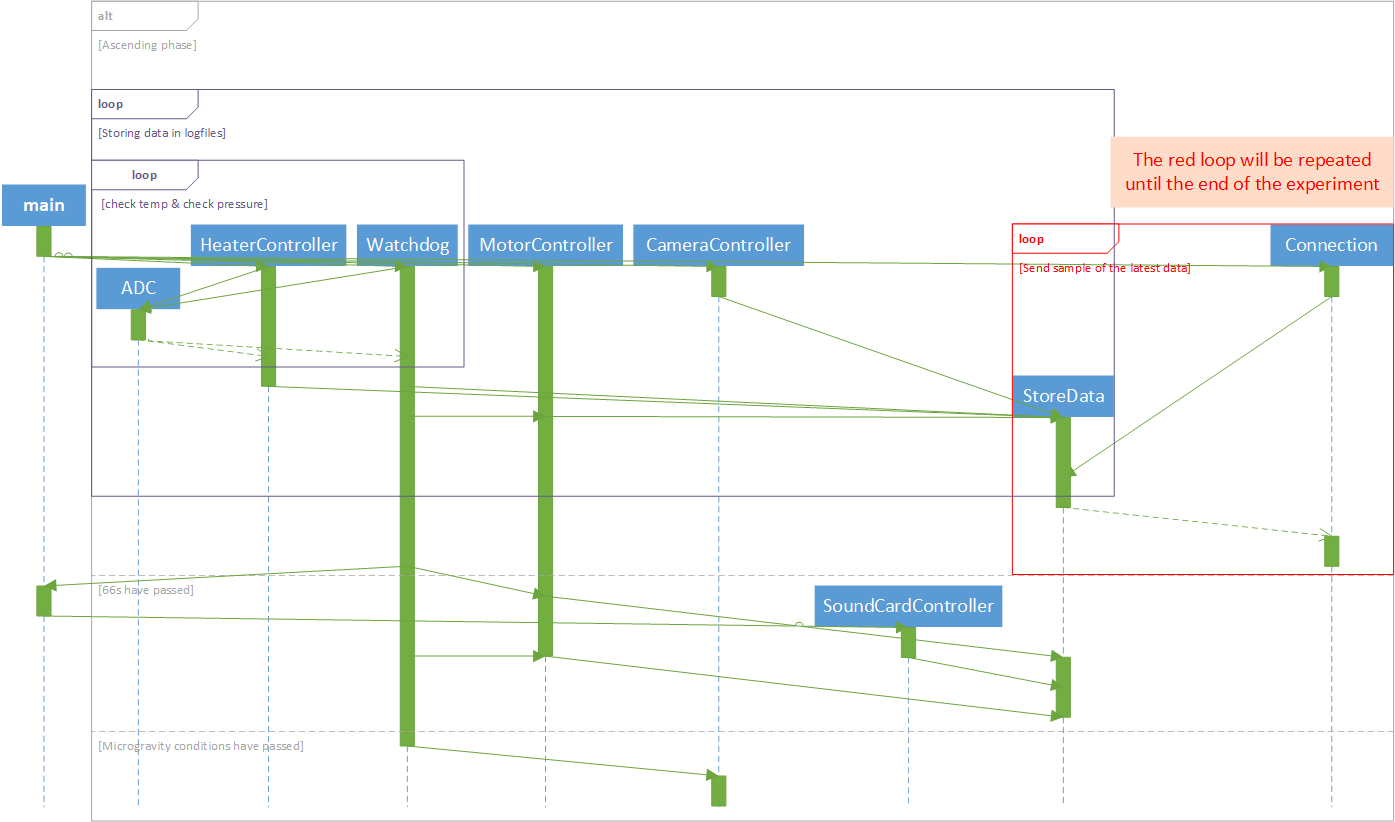 alt
[Ascending phase]
loop
[Storing data in logfiles]
The red loop will be repeated
until the end of the experiment
loop
[check temp & check pressure]
main
HeaterController
Watchdog
MotorController
CameraController
loop
Connection
[Send sample of the latest data]
ADC
StoreData
[66s have passed]
SoundCardController
[Microgravity conditions have passed]